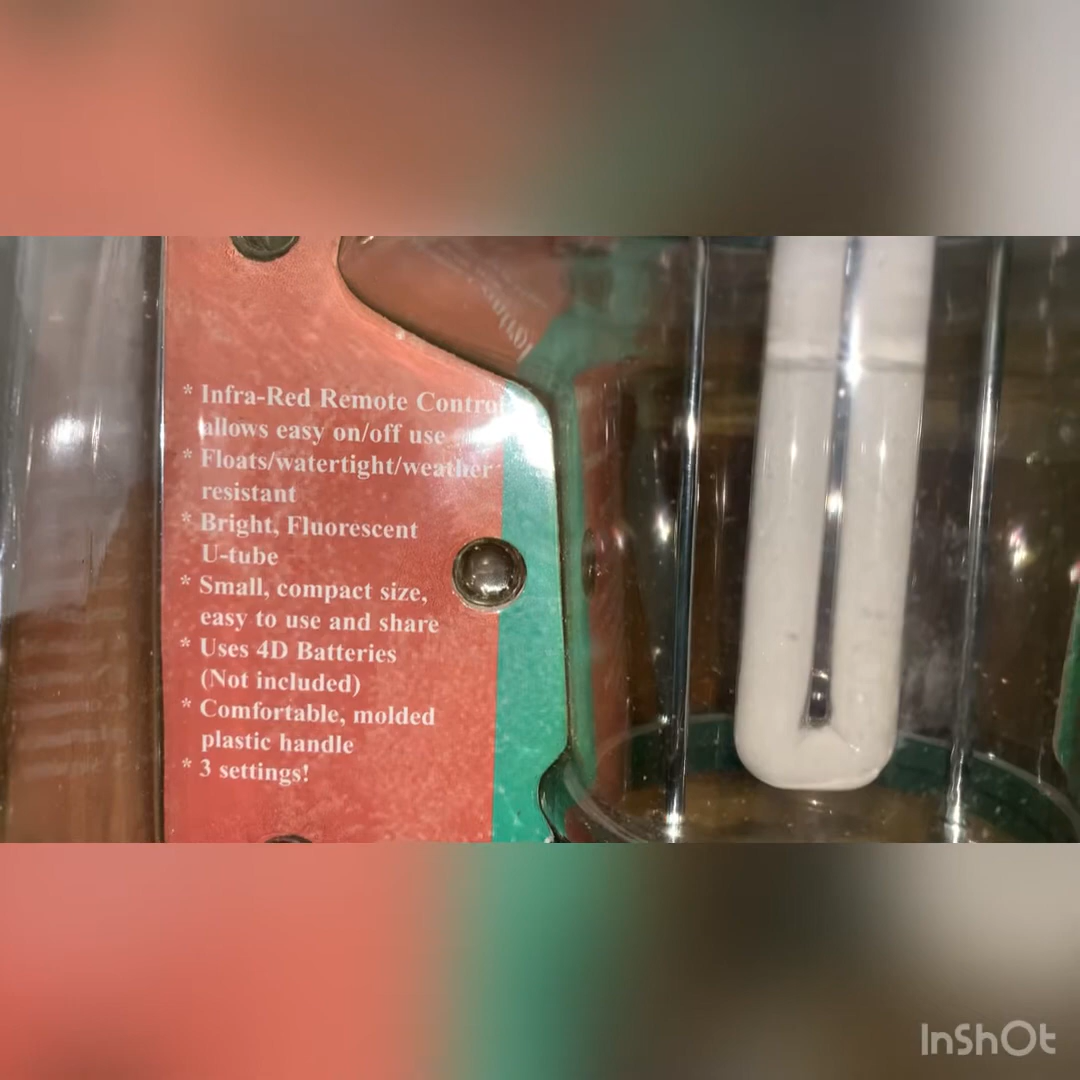 * Infra-Red Remote Control
allows easy on/off use
* Floats/watertight/weather
resistant
* Bright, Fluorescent
U-tube
* Small, compact size,
easy to use and share
* Uses 4D Batteries
(Not included)
* Comfortable, molded
plastic handle
* 3 settings!
InShOt